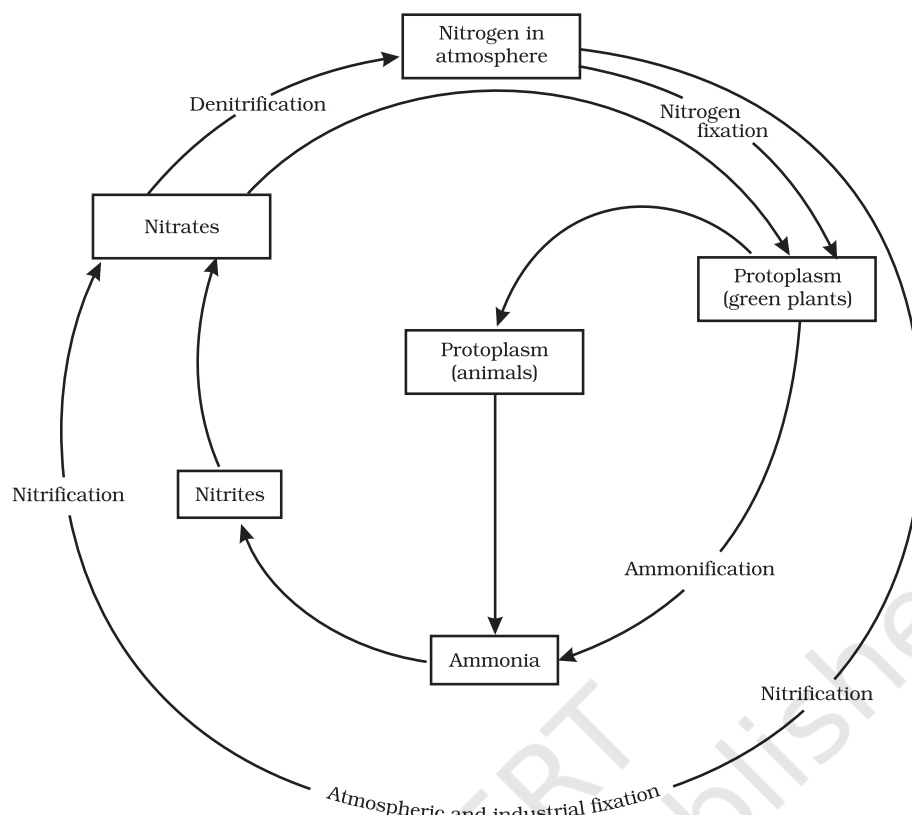 Nitrogen in
atmosphere
Denitrification
Nitrogen
fixation
Nitrates
Protoplasm
(green plants)
Protoplasm
(animals)
Nitrification
Nitrites
Ammonification
Ammonia
Nitrification
Atmospheric and industrial fixation